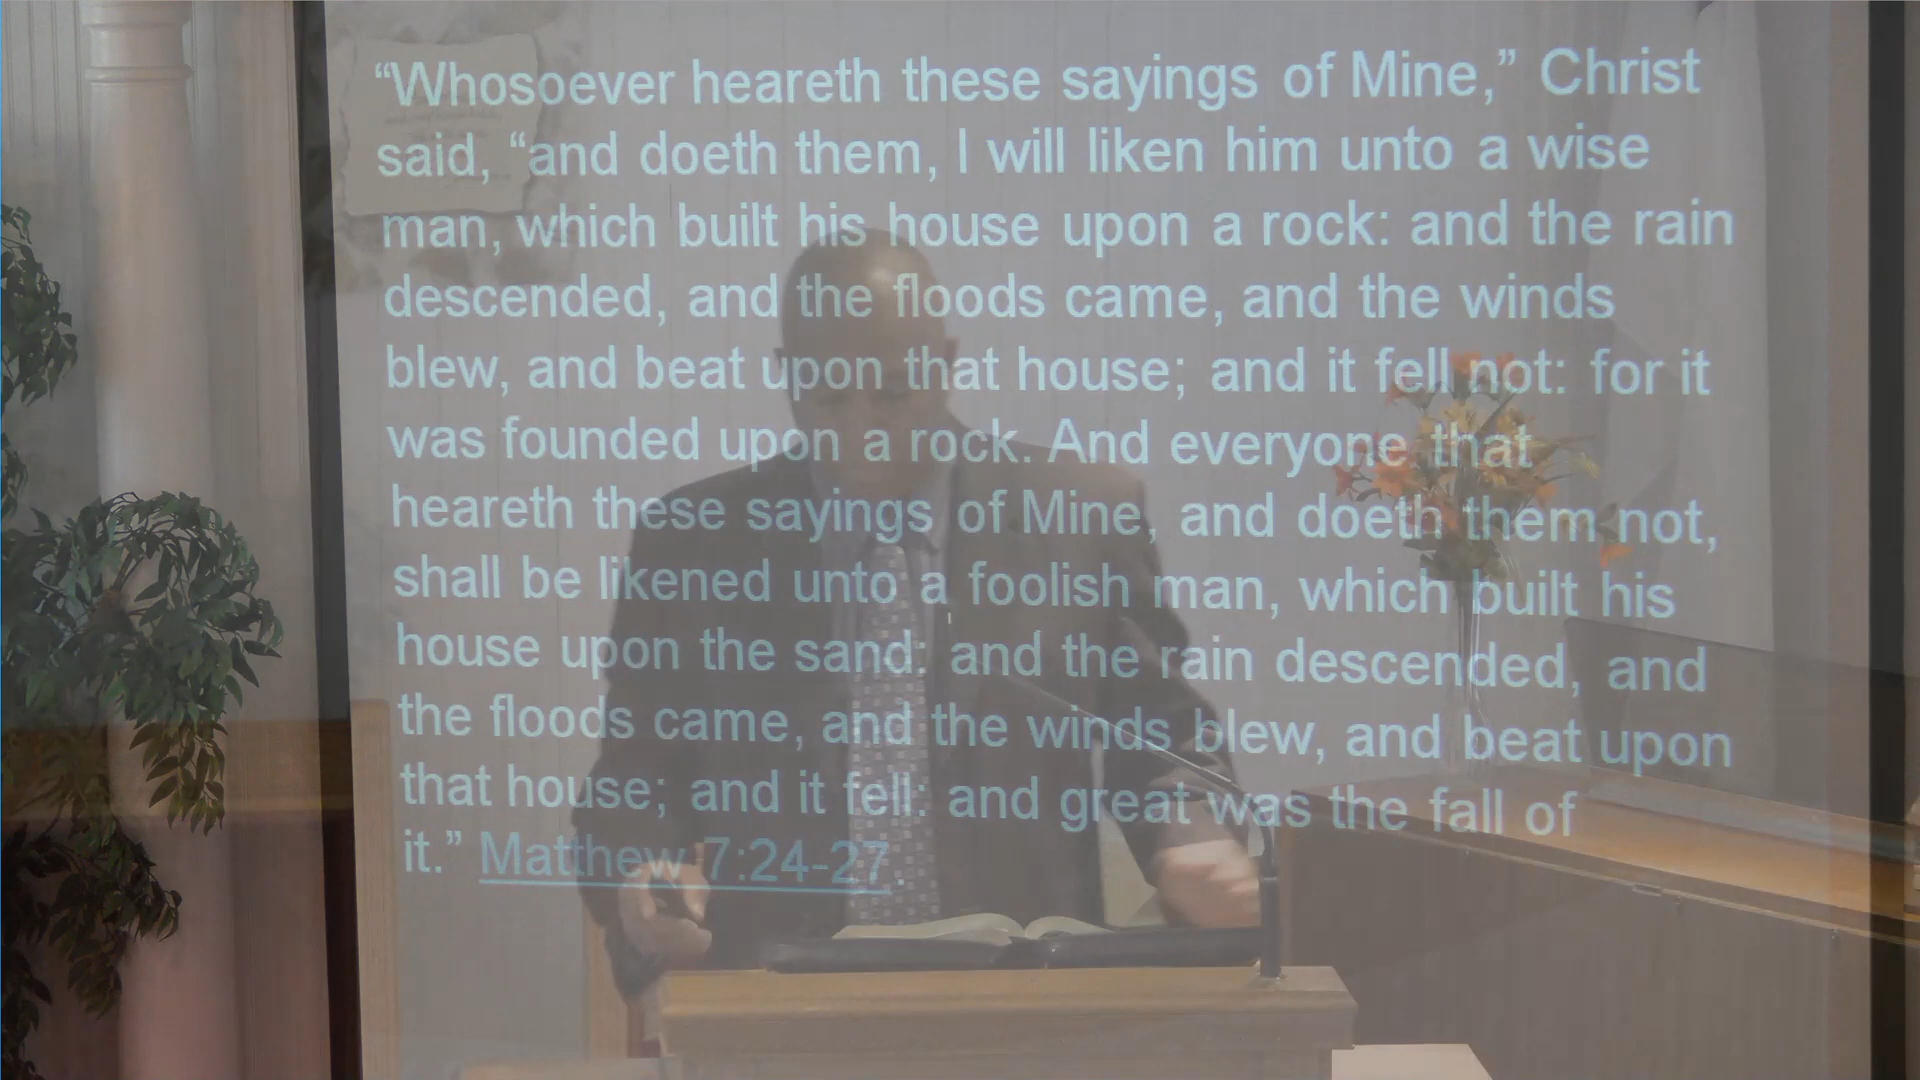 “Whosoever heareth these sayings of Mine,” Christ
said, “and doeth them, I will liken him unto a wise
man, which built his house upon a rock: and the rain
descended, and the floods came, and the winds
blew, and beat upon that house; and it fell not: for it
was founded upon a rock. And everyone that
heareth these sayings of Mine, and doeth them not,
shall be likened unto a foolish man, which built his
house upon the sand: and the rain descended, and
the floods came, and the winds blew, and beat upon
that house; and it fell: and great was the fall of
it.” Matthew 7:24-27.